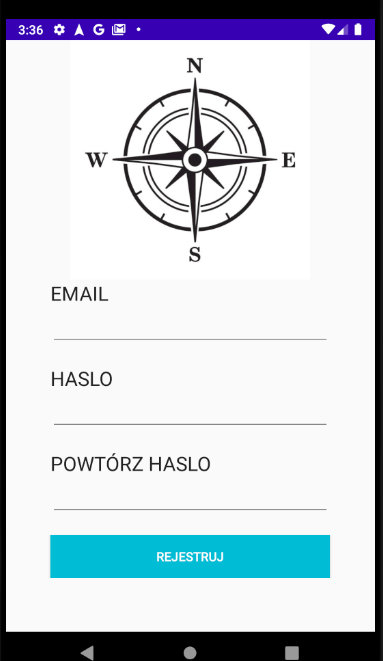 3:36 G M
N
W E
S
EMAIL
HASLO
POWTÓRZ HASLO
REJESTRUJ